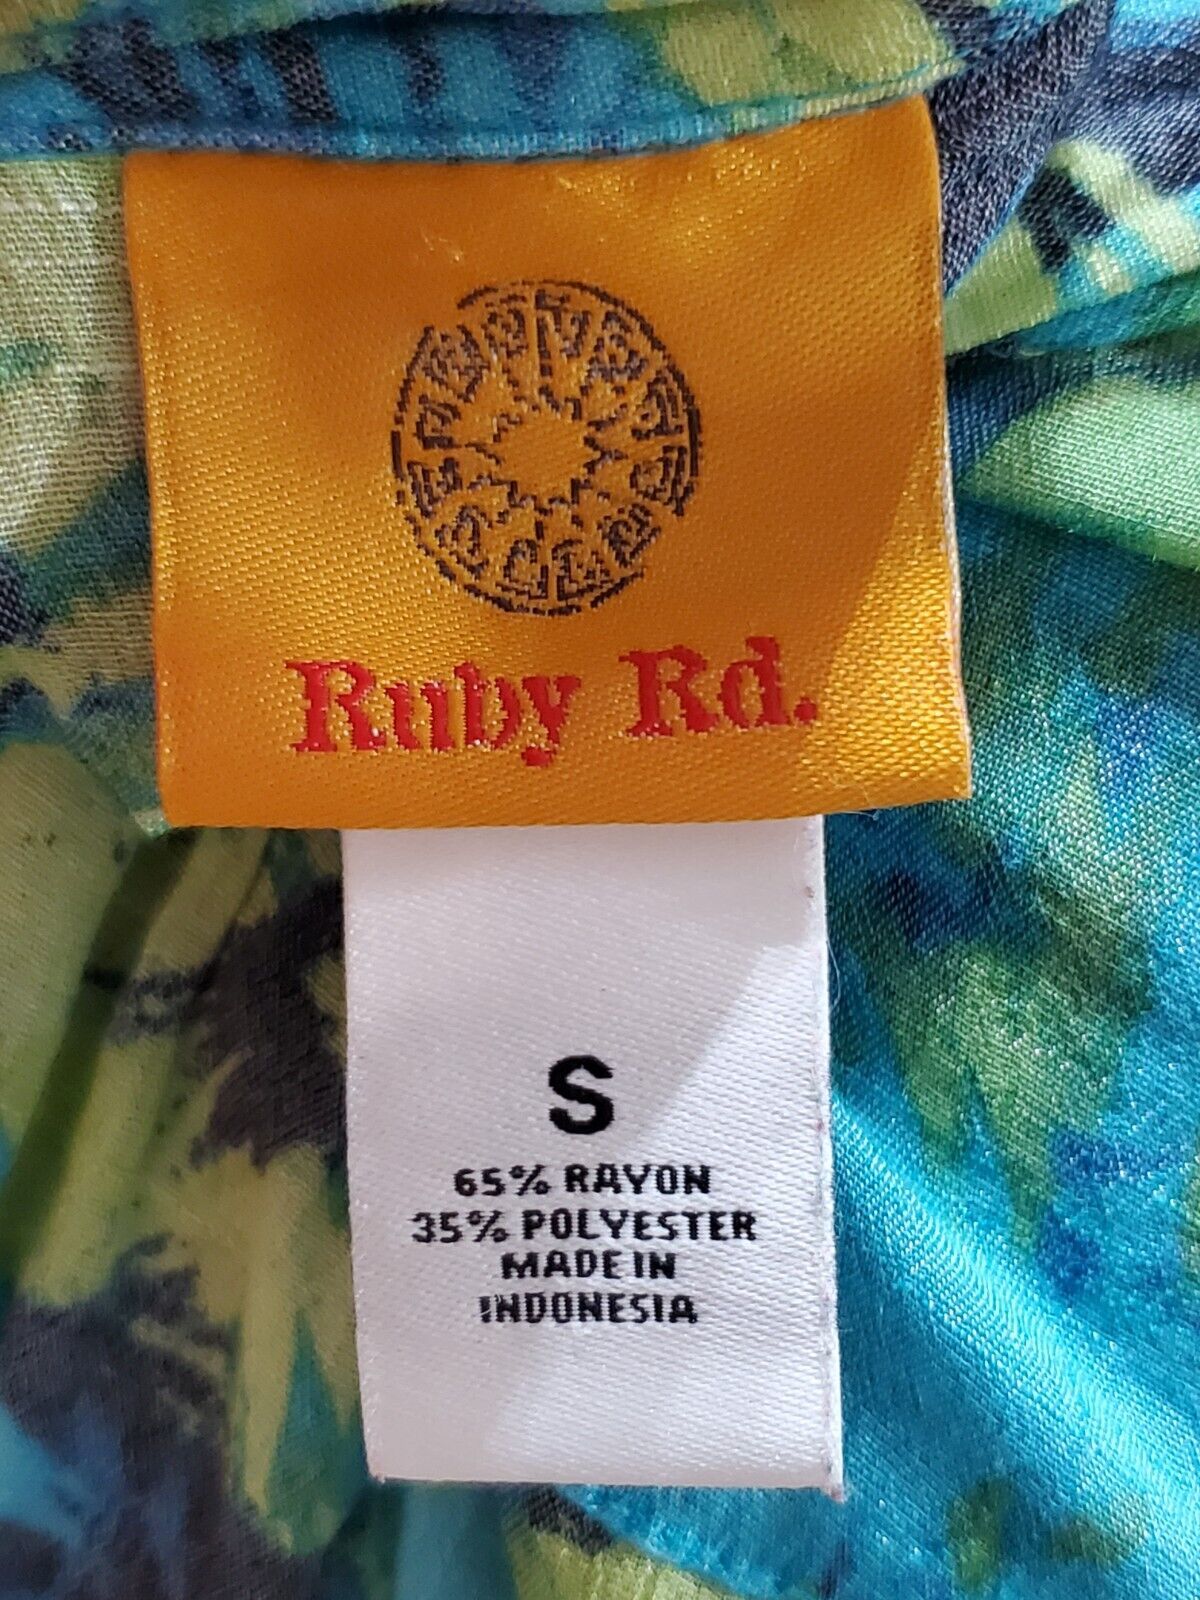 Ruby Rd.
S
65% RAYON
35% POLYESTER
MADE IN
INDONESIA